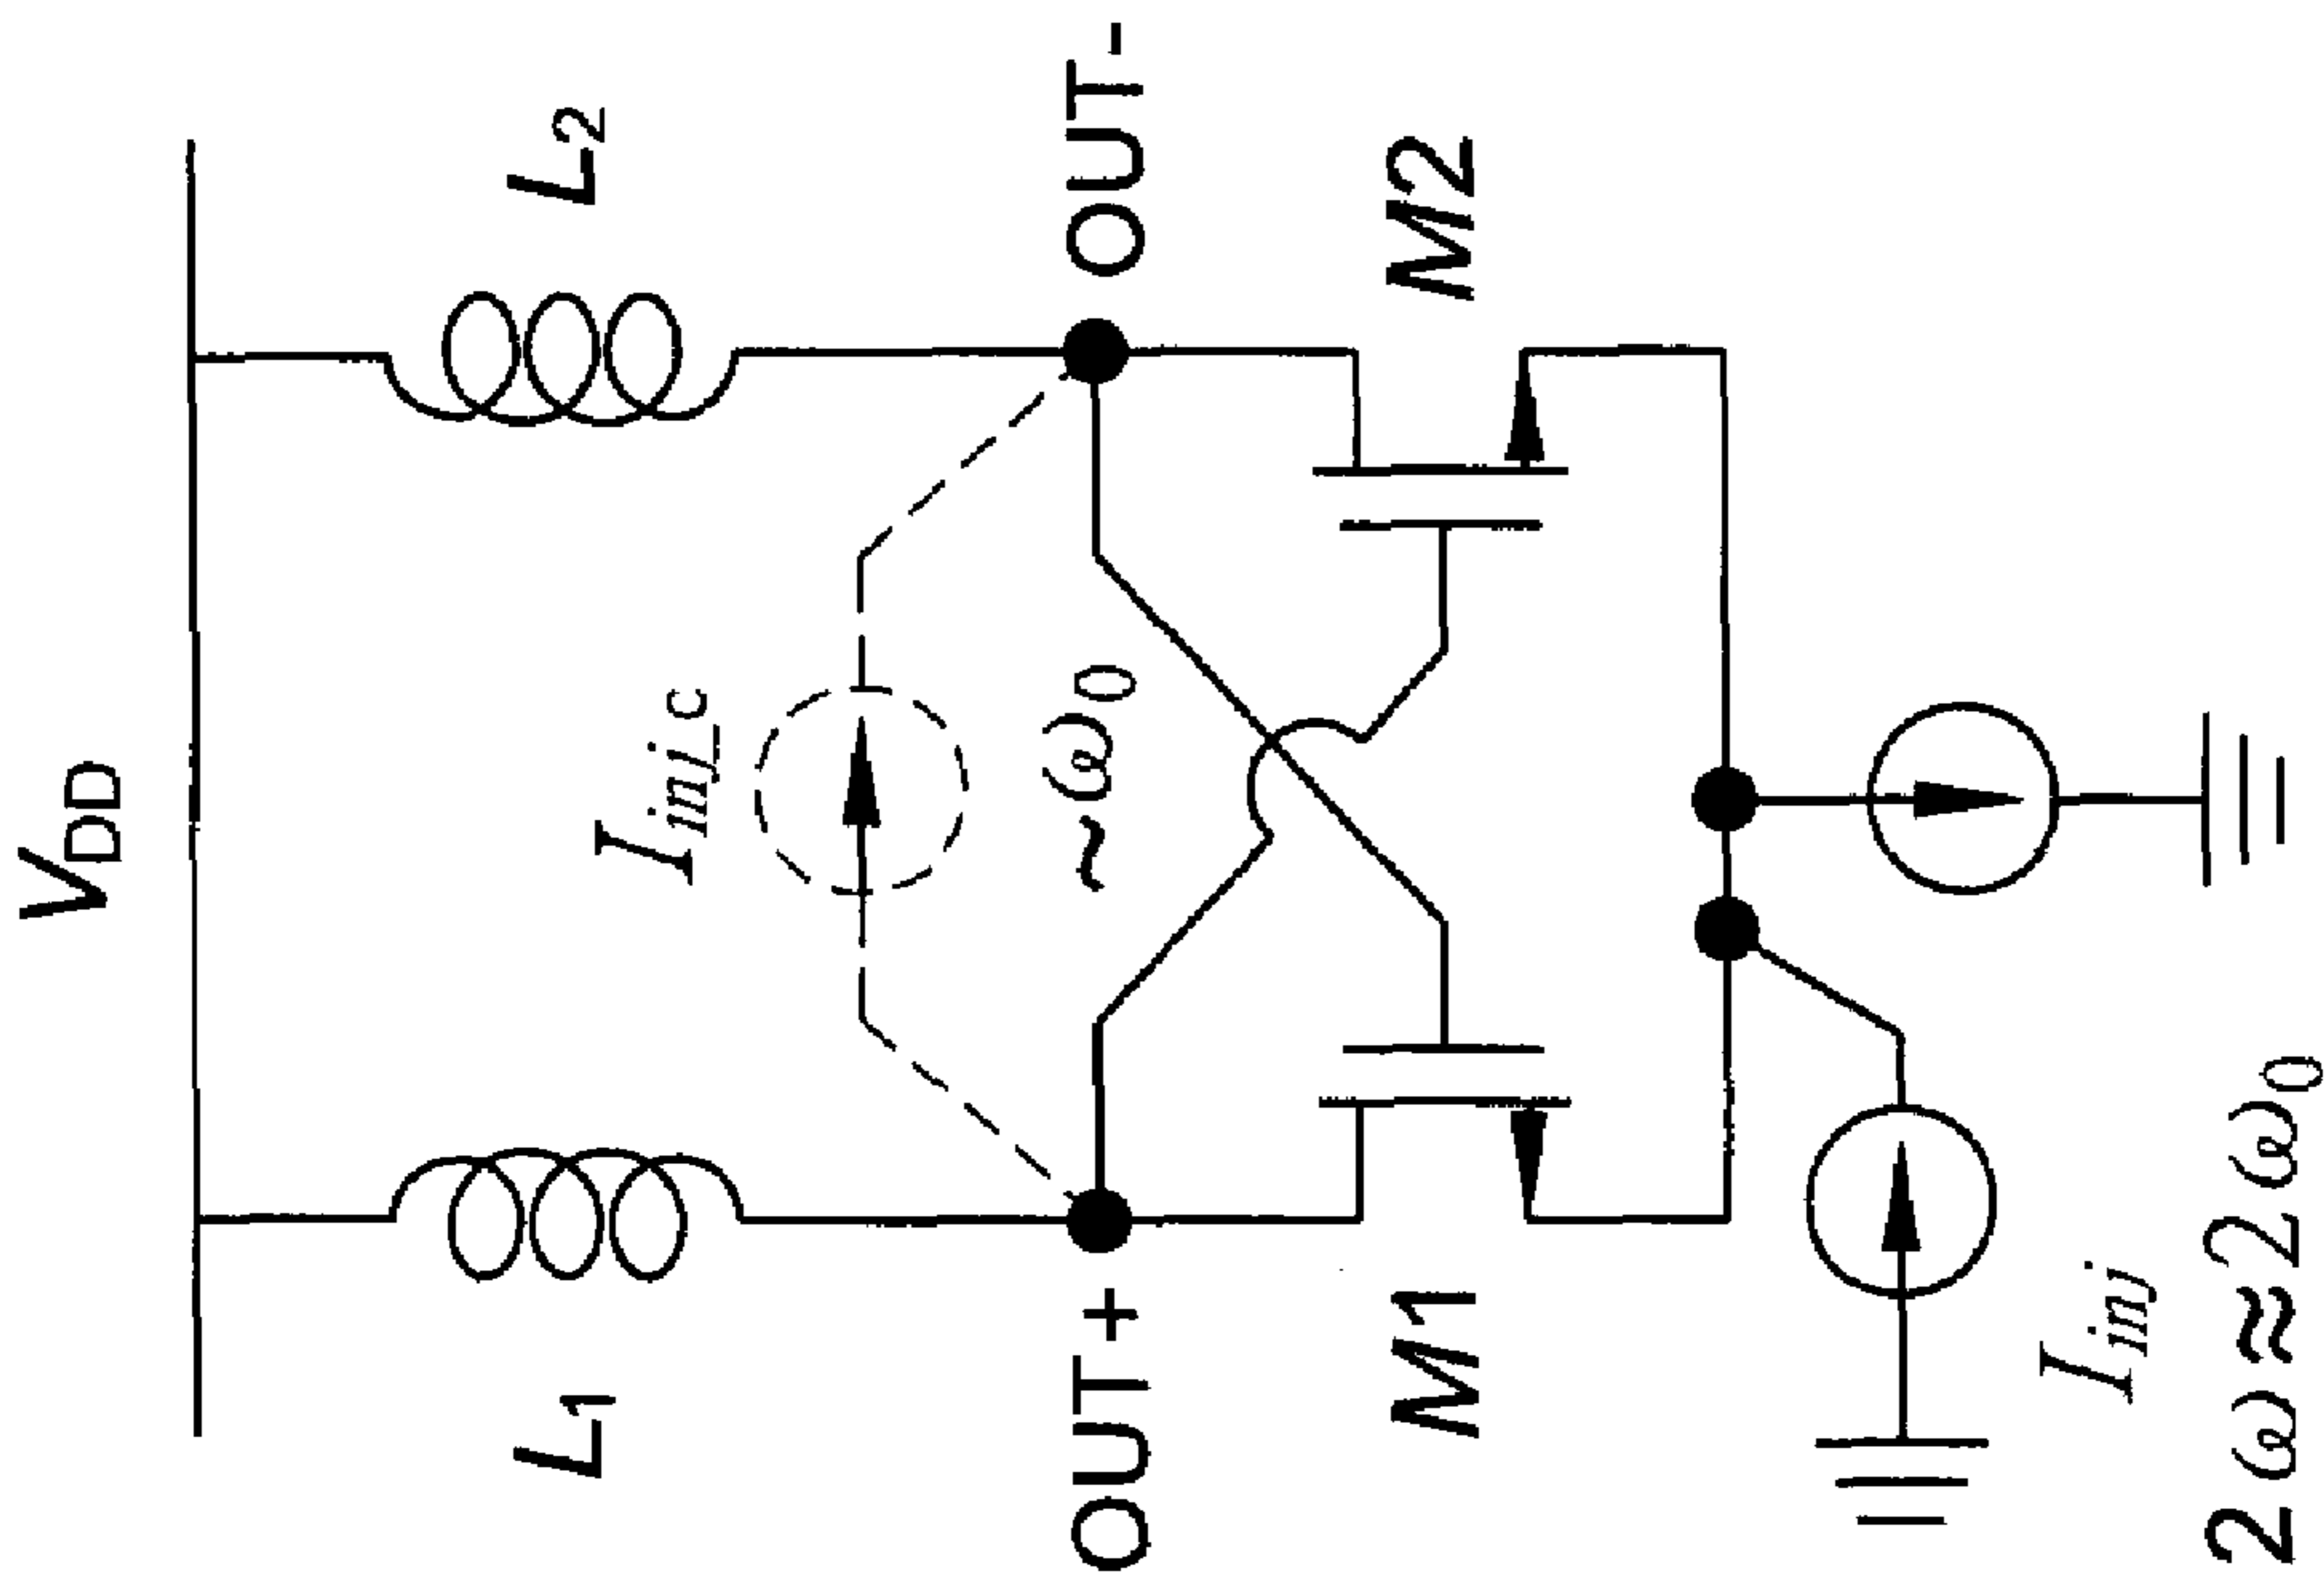 V_DD
L_1
L_2
I_inj_c
~ω_0
OUT+
OUT-
M1
M2
I_inj
2ω≈2ω_0